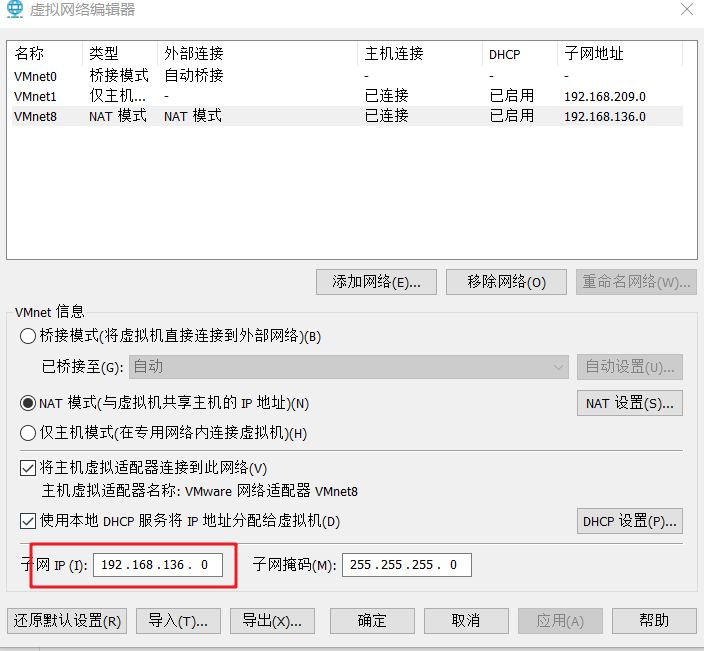 虚拟网络编辑器
名称 类型 外部连接 主机连接 DHCP 子网地址
VMnet0 桥接模式 自动桥接 - - -
VMnet1 仅主机... - 已连接 已启用 192.168.209.0
VMnet8 NAT 模式 NAT 模式 已连接 已启用 192.168.136.0
添加网络(E)... 移除网络(O) 重命名网络(W)...
VMnet 信息
桥接模式(将虚拟机直接连接到外部网络)(B)
已桥接至(G): 自动 自动设置(U)...
NAT 模式(与虚拟机共享主机的 IP 地址)(N) NAT 设置(S)...
仅主机模式(在专用网络内连接虚拟机)(H)
将主机虚拟适配器连接到此网络(V)
主机虚拟适配器名称: VMware 网络适配器 VMnet8
使用本地 DHCP 服务将 IP 地址分配给虚拟机(D) DHCP 设置(P)...
子网 IP (I): 192.168.136.0 子网掩码(M): 255.255.255.0
还原默认设置(R) 导入(T)... 导出(X)... 确定 取消 应用(A) 帮助